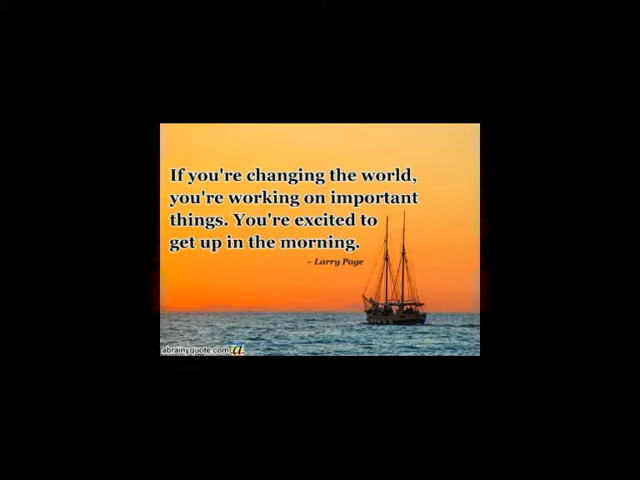 If you're changing the world,
you're working on important
things. You're excited to
get up in the morning.
~ Larry Page
abrainyquote.com